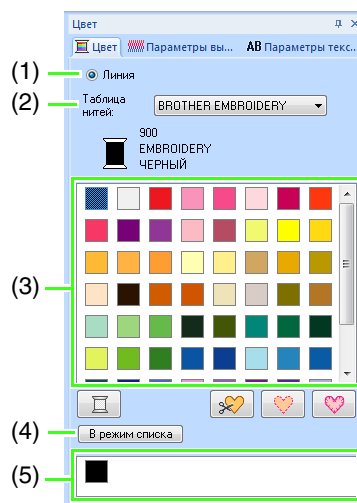 Цвет
Цвет
Параметры вы...
AB Параметры текс...
(1)
Линия
(2)
Таблица
нитей:
BROTHER EMBROIDERY
900
EMBROIDERY
ЧЕРНЫЙ
(3)
(4)
В режим списка
(5)